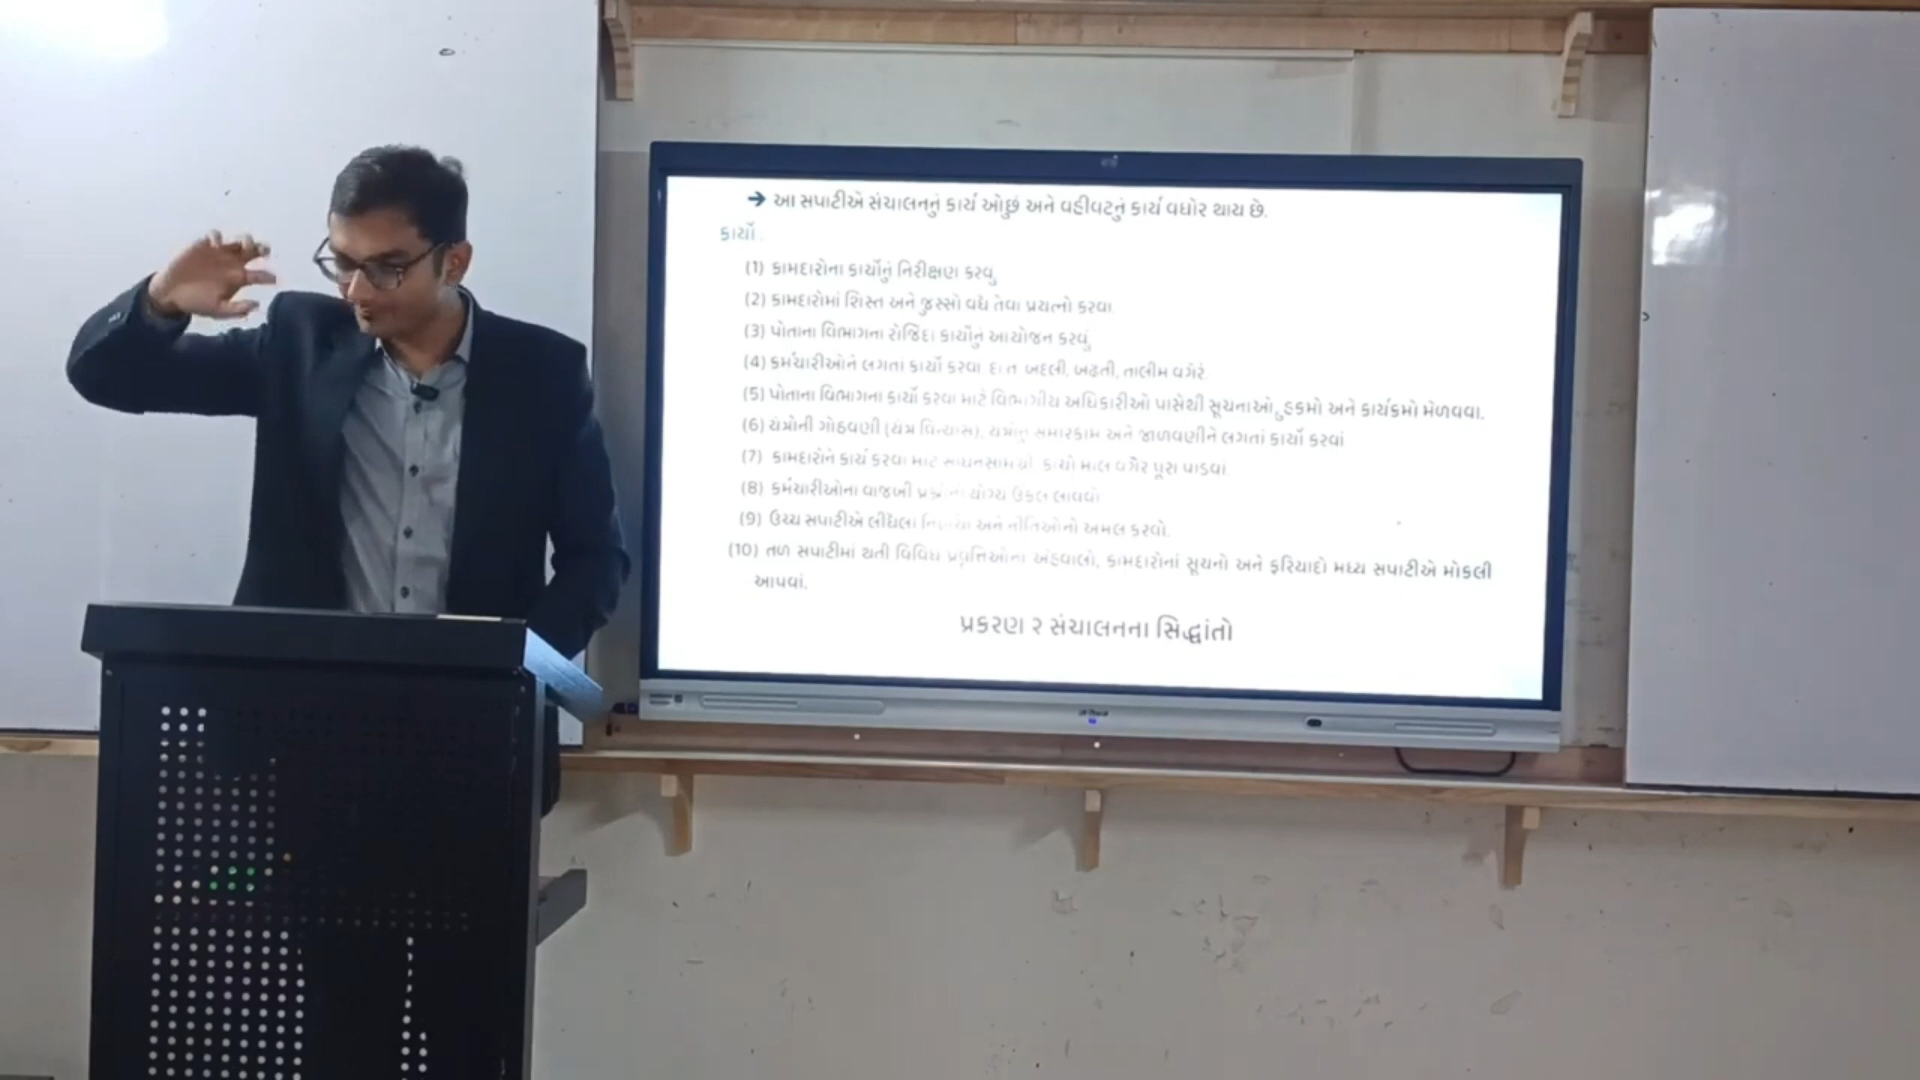 ➔ આ સપાટીએ સંચાલનનું કાર્ય ઓછું અને વહીવટનું કાર્ય વધારે થાય છે.
કાર્યો :
(1) કામદારોના કાર્યોનું નિરીક્ષણ કરવું
(2) કામદારોમાં શિસ્ત અને જુસ્સો વધે તેવા પ્રયત્નો કરવા.
(3) પોતાના વિભાગના રોજિંદા કાર્યોનું આયોજન કરવું
(4) કર્મચારીઓને લગતા કાર્યો કરવા દા.ત. બદલી, બઢતી, તાલીમ વગેરે.
(5) પોતાના વિભાગના કાર્યો કરવા માટે વિભાગીય અધિકારીઓ પાસેથી સૂચનાઓ, હુકમો અને કાર્યક્રમો મેળવવા.
(6) યંત્રોની ગોઠવણી (યંત્ર વિન્યાસ), યંત્રોનું સમારકામ અને જાળવણીને લગતાં કાર્યો કરવાં
(7) કામદારોને કાર્ય કરવા માટે સાધનસામગ્રી, કાચો માલ વગેરે પૂરા પાડવાં.
(8) કર્મચારીઓના વાજબી પ્રશ્નોનો યોગ્ય ઉકેલ લાવવો
(9) ઉચ્ચ સપાટીએ લીધેલા નિર્ણયો અને નીતિઓનો અમલ કરવો.
(10) તળ સપાટીમાં થતી વિવિધ પ્રવૃત્તિઓના અહેવાલો, કામદારોનાં સૂચનો અને ફરિયાદો મધ્ય સપાટીએ મોકલી
આપવાં.
પ્રકરણ ૨ સંચાલનના સિદ્ધાંતો